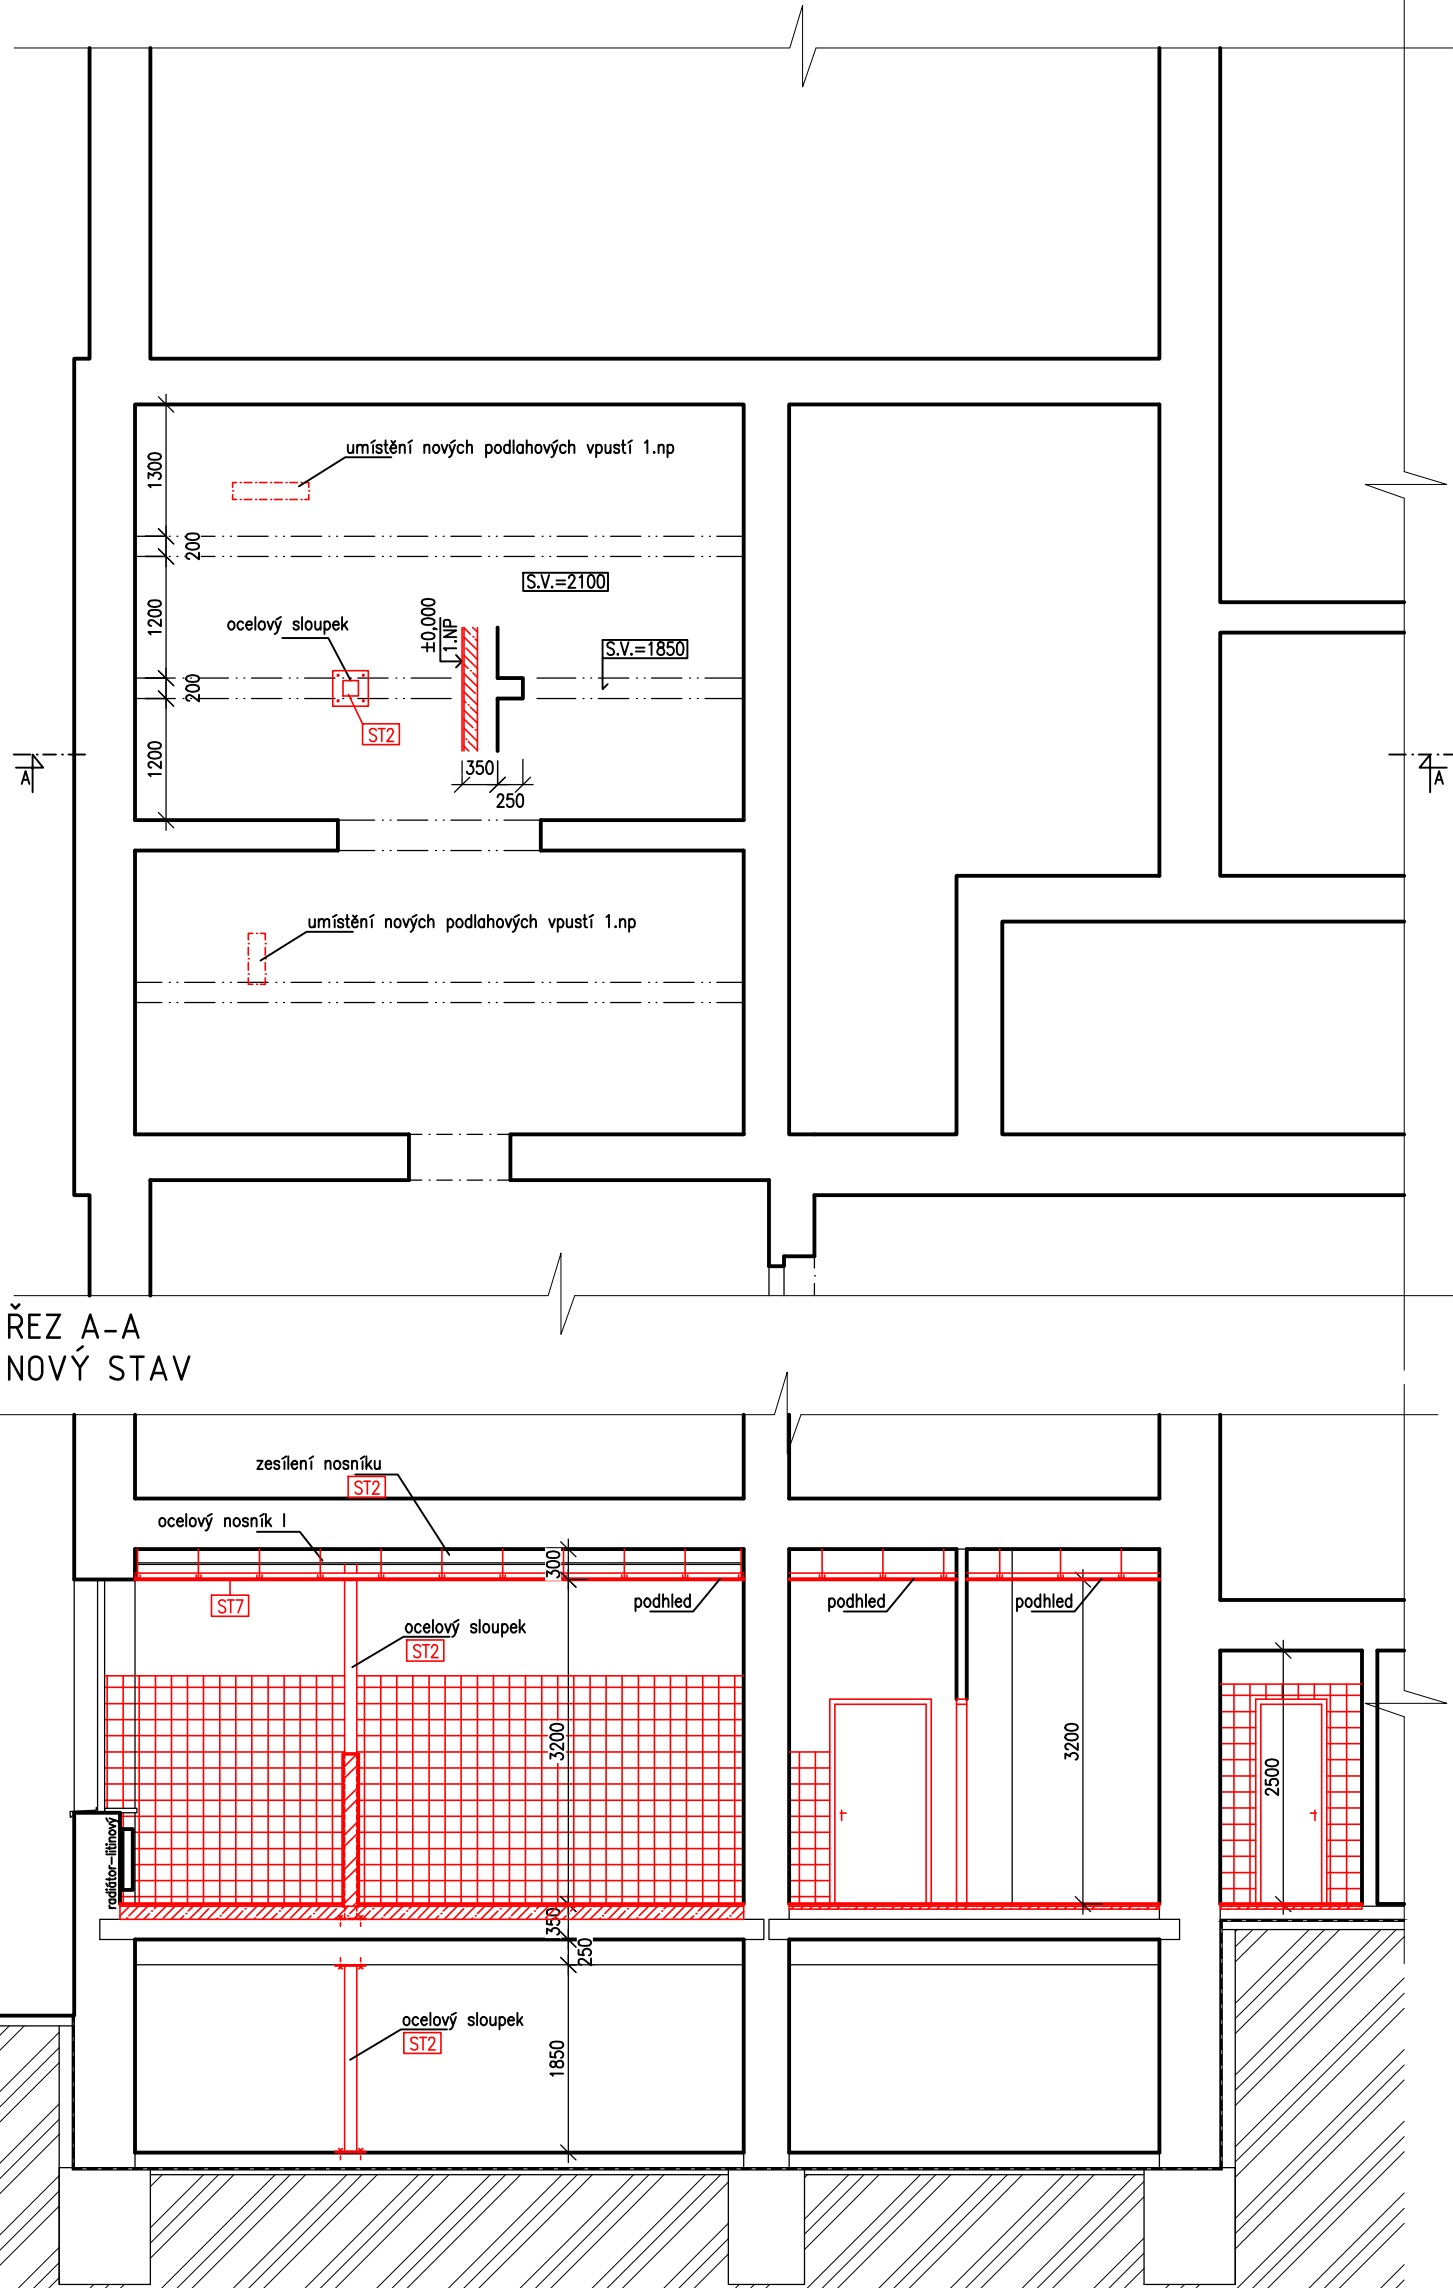 umístění nových podlahových vpustí 1.np
1300
200
S.V.=2100
1200
ocelový sloupek
±0,000
1.NP
S.V.=1850
200
ST2
1200
350
250
A
A
umístění nových podlahových vpustí 1.np
ŘEZ A-A
NOVÝ STAV
zesílení nosníku
ST2
ocelový nosník I
300
ST7
podhled
podhled
podhled
ocelový sloupek
ST2
3200
3200
2500
radiátor-litinový
350
250
ocelový sloupek
ST2
1850